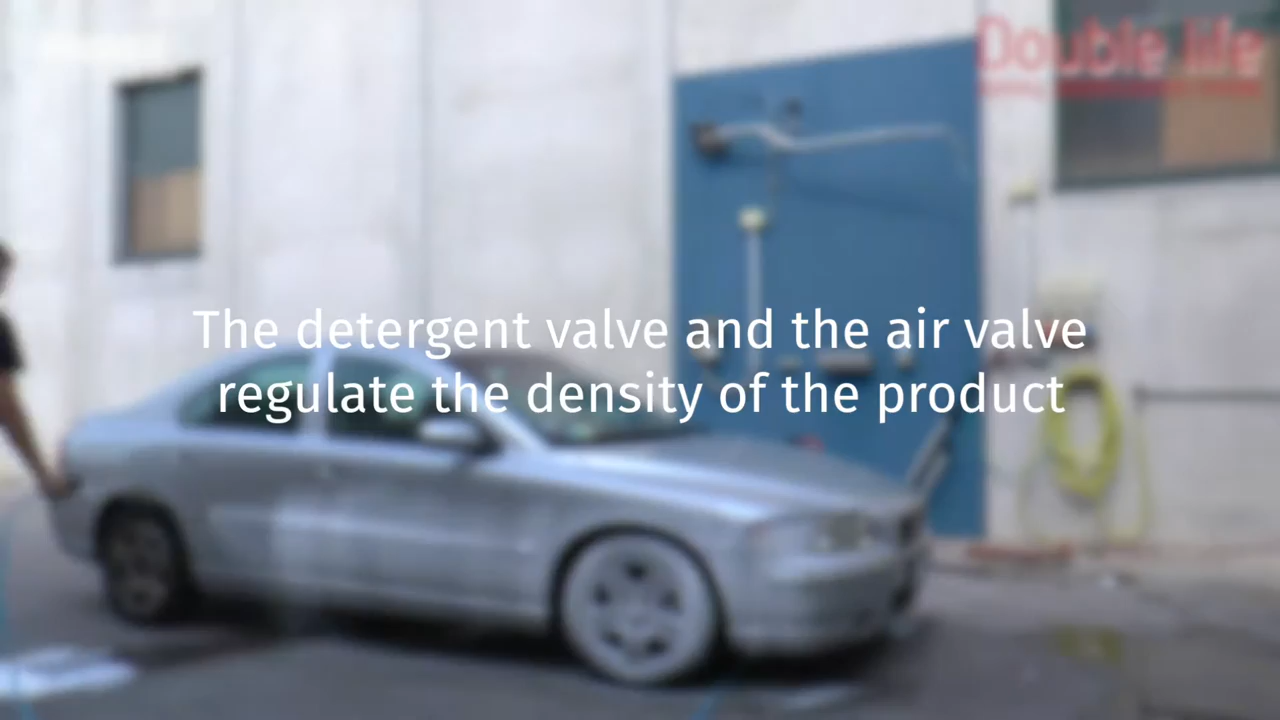 Double life
The detergent valve and the air valve
regulate the density of the product